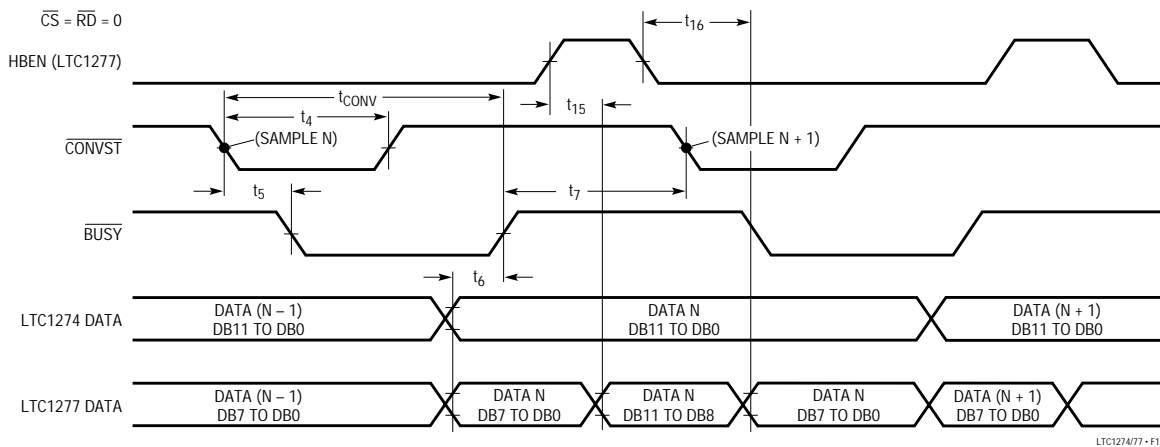 CS = RD = 0
t16
HBEN (LTC1277)
tCONV
t15
t4
(SAMPLE N)
(SAMPLE N + 1)
CONVST
t5
t7
BUSY
t6
LTC1274 DATA
DATA (N – 1)
DB11 TO DB0
DATA N
DB11 TO DB0
DATA (N + 1)
DB11 TO DB0
LTC1277 DATA
DATA (N – 1)
DB7 TO DB0
DATA N
DB7 TO DB0
DATA N
DB11 TO DB8
DATA N
DB7 TO DB0
DATA (N + 1)
DB7 TO DB0
LTC1274/77 • F1